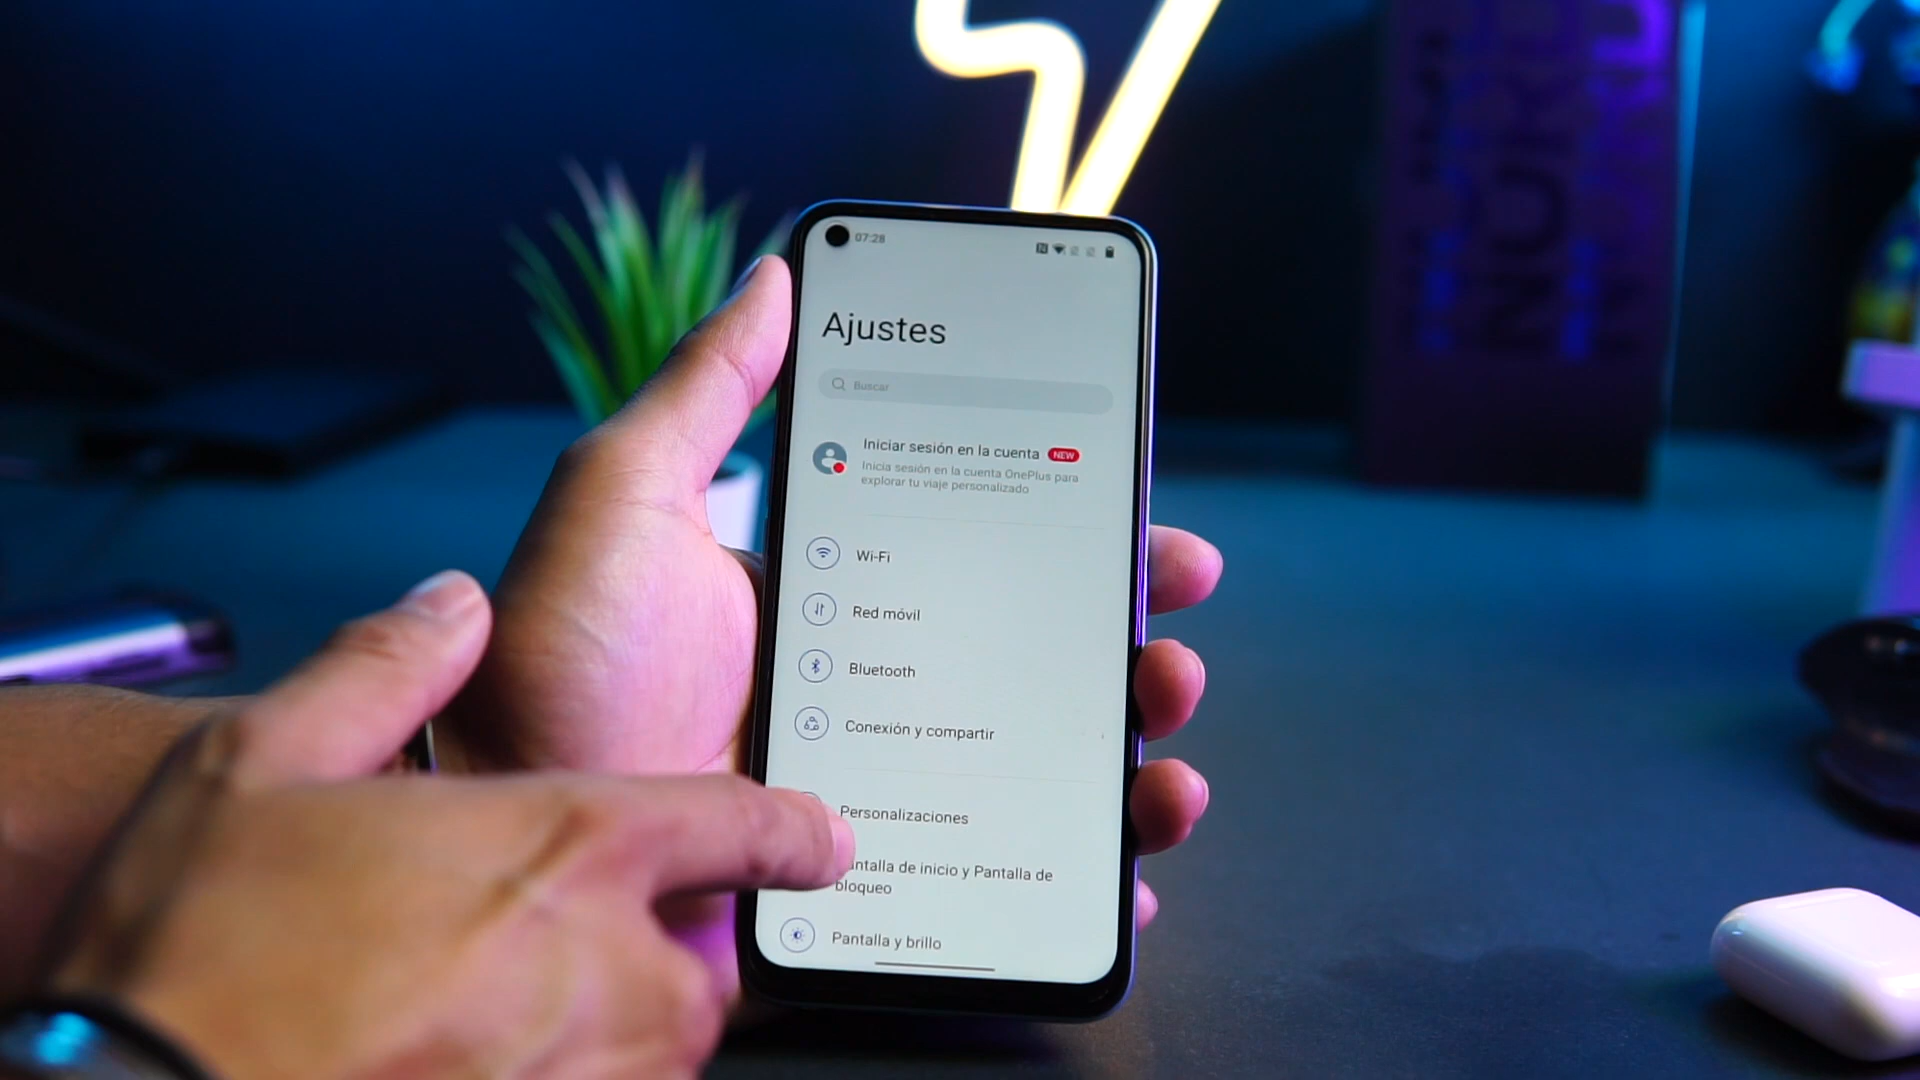 07:28
Ajustes
Buscar
Iniciar sesión en la cuenta NEW
Inicia sesión en la cuenta OnePlus para
explorar tu viaje personalizado
Wi-Fi
Red móvil
Bluetooth
Conexión y compartir
Personalizaciones
ntalla de inicio y Pantalla de
bloqueo
Pantalla y brillo
NORD